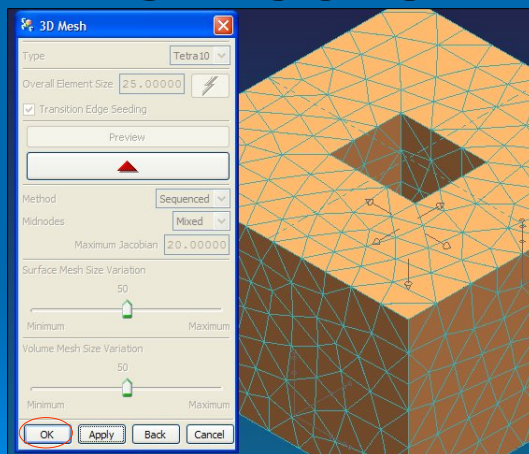 3D Mesh
Type Tetra10
Overall Element Size 25.00000
Transition Edge Seeding
Preview
Method Sequenced
Midnodes Mixed
Maximum Jacobian 20.00000
Surface Mesh Size Variation
50
Minimum Maximum
Volume Mesh Size Variation
50
Minimum Maximum
OK Apply Back Cancel